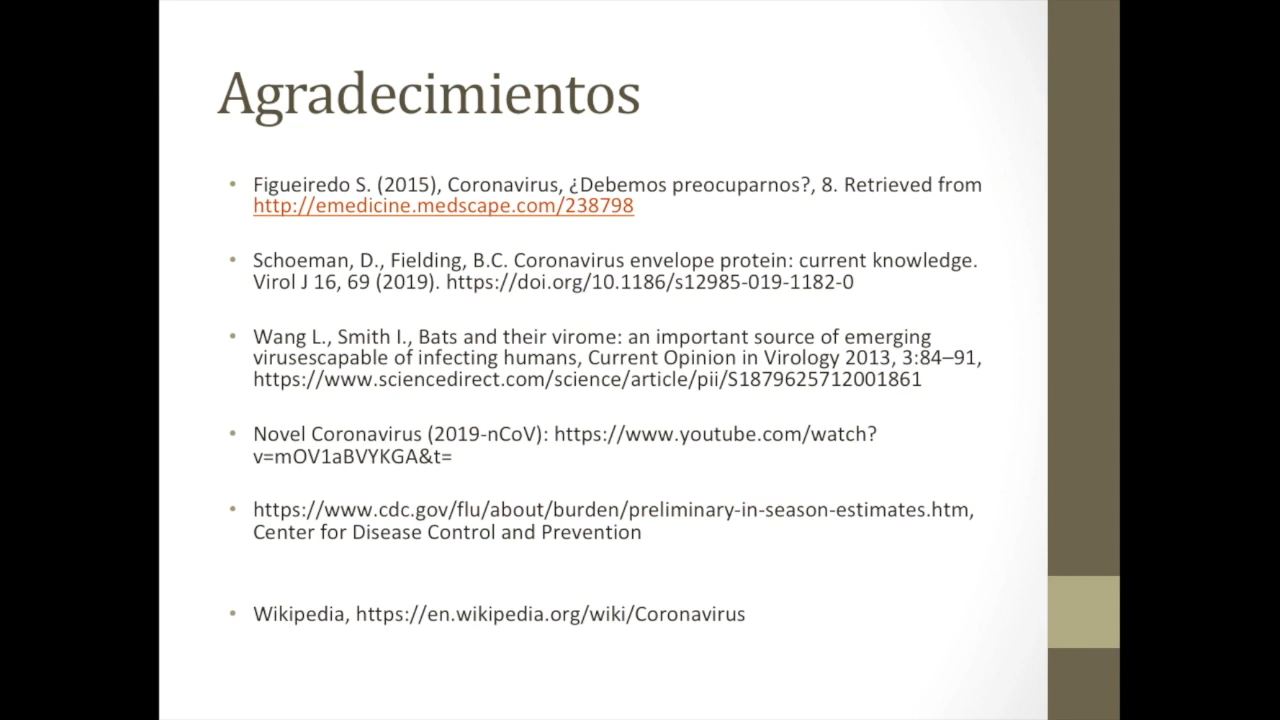 Agradecimientos
• Figueiredo S. (2015), Coronavirus, ¿Debemos preocuparnos?, 8. Retrieved from
http://emedicine.medscape.com/238798
• Schoeman, D., Fielding, B.C. Coronavirus envelope protein: current knowledge.
Virol J 16, 69 (2019). https://doi.org/10.1186/s12985-019-1182-0
• Wang L., Smith I., Bats and their virome: an important source of emerging
virusescapable of infecting humans, Current Opinion in Virology 2013, 3:84–91,
https://www.sciencedirect.com/science/article/pii/S1879625712001861
• Novel Coronavirus (2019-nCoV): https://www.youtube.com/watch?
v=mOV1aBVYKGA&t=
• https://www.cdc.gov/flu/about/burden/preliminary-in-season-estimates.htm,
Center for Disease Control and Prevention
• Wikipedia, https://en.wikipedia.org/wiki/Coronavirus